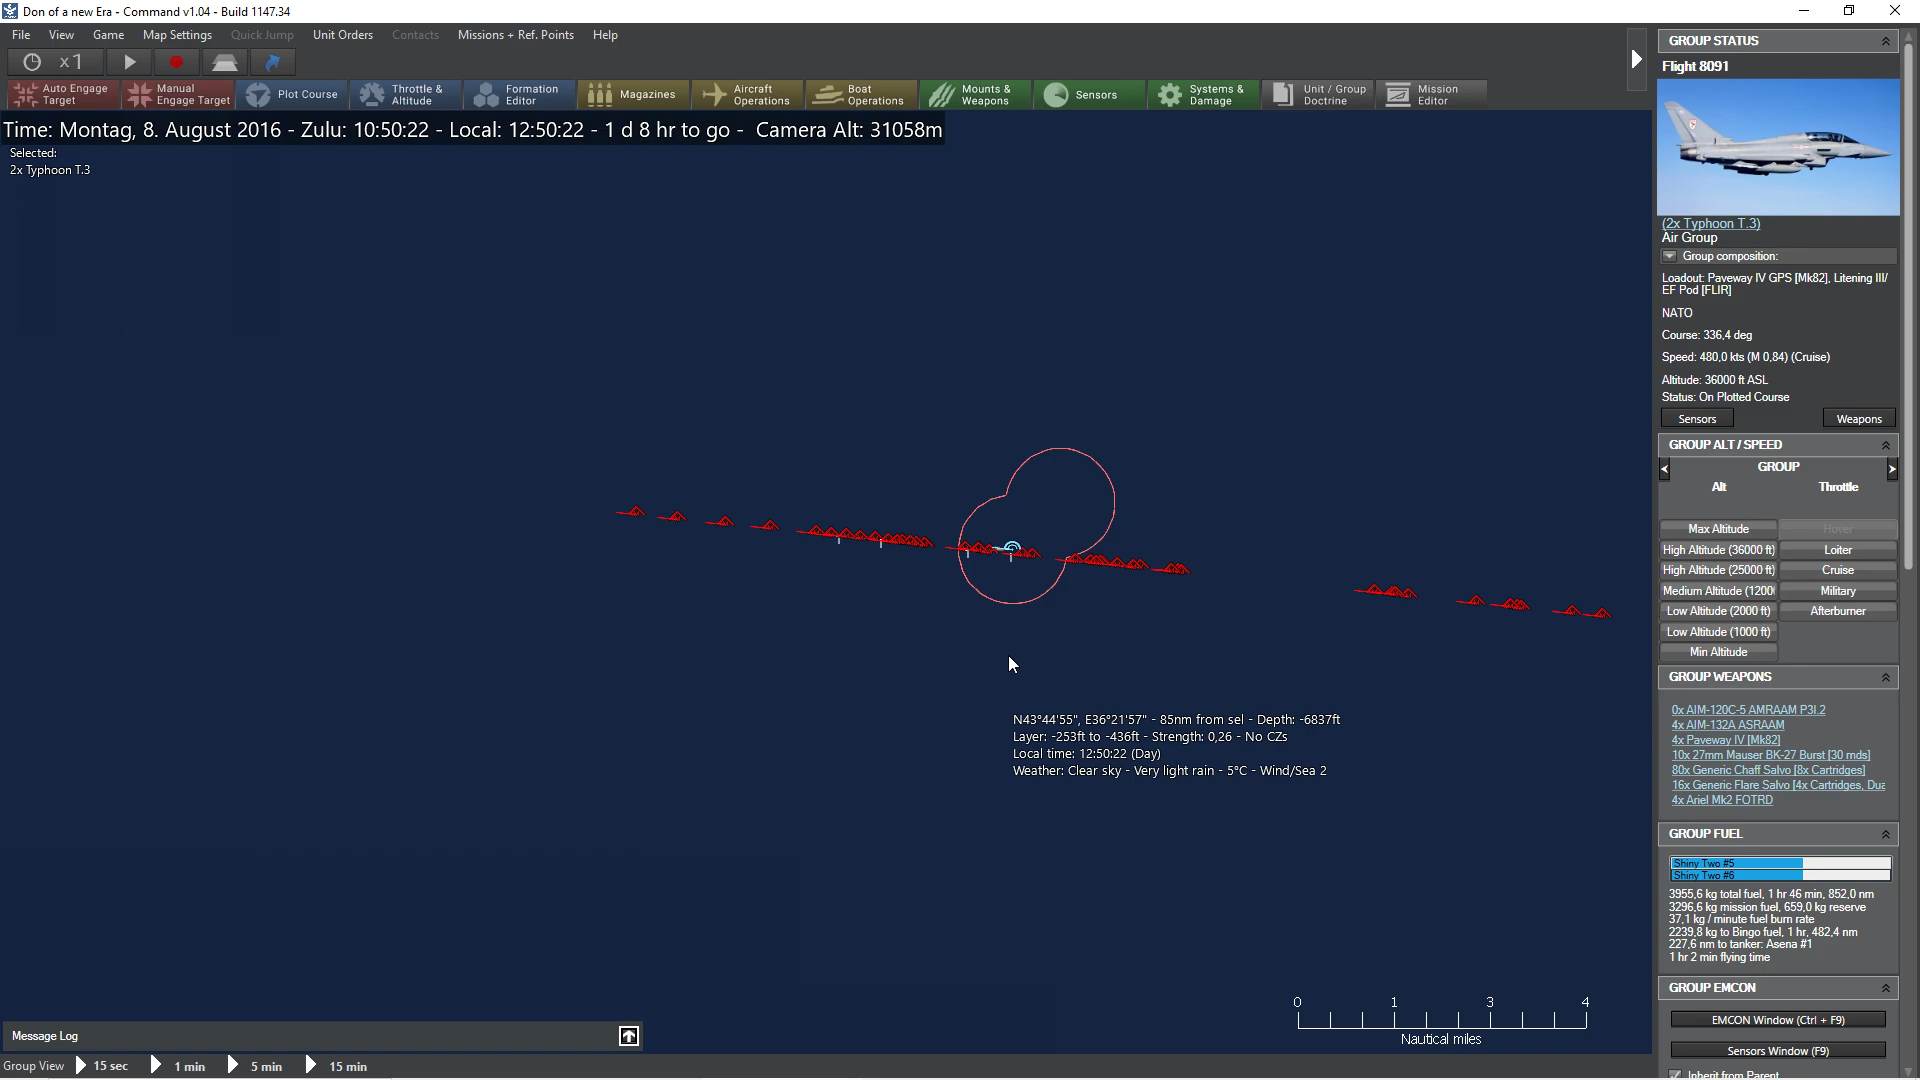 Don of a new Era - Command v1.04 - Build 1147.34
File View Game Map Settings Quick Jump Unit Orders Contacts Missions + Ref. Points Help
x1
Auto Engage Target
Manual Engage Target
Plot Course
Throttle & Altitude
Formation Editor
Magazines
Aircraft Operations
Boat Operations
Mounts & Weapons
Sensors
Systems & Damage
Unit / Group Doctrine
Mission Editor
Time: Montag, 8. August 2016 - Zulu: 10:50:22 - Local: 12:50:22 - 1 d 8 hr to go - Camera Alt: 31058m
Selected:
2x Typhoon T.3
N43°44'55", E36°21'57" - 85nm from sel - Depth: -6837ft
Layer: -253ft to -436ft - Strength: 0,26 - No CZs
Local time: 12:50:22 (Day)
Weather: Clear sky - Very light rain - 5°C - Wind/Sea 2
0 1 3 4
Nautical miles
Message Log
Group View 15 sec 1 min 5 min 15 min
GROUP STATUS
Flight 8091
(2x Typhoon T.3)
Air Group
Group composition:
Loadout: Paveway IV GPS [Mk82], Litening III/
EF Pod [FLIR]
NATO
Course: 336,4 deg
Speed: 480,0 kts (M 0,84) (Cruise)
Altitude: 36000 ft ASL
Status: On Plotted Course
Sensors Weapons
GROUP ALT / SPEED
GROUP
Alt Throttle
Max Altitude Hover
High Altitude (36000 ft) Loiter
High Altitude (25000 ft) Cruise
Medium Altitude (1200 Military
Low Altitude (2000 ft) Afterburner
Low Altitude (1000 ft)
Min Altitude
GROUP WEAPONS
0x AIM-120C-5 AMRAAM P3I.2
4x AIM-132A ASRAAM
4x Paveway IV [Mk82]
10x 27mm Mauser BK-27 Burst [30 rnds]
80x Generic Chaff Salvo [8x Cartridges]
16x Generic Flare Salvo [4x Cartridges, Dua
4x Ariel Mk2 FOTRD
GROUP FUEL
Shiny Two #5
Shiny Two #6
3955,6 kg total fuel, 1 hr 46 min, 852,0 nm
3296,6 kg mission fuel, 659,0 kg reserve
37,1 kg / minute fuel burn rate
2239,8 kg to Bingo fuel, 1 hr, 482,4 nm
227,6 nm to tanker: Asena #1
1 hr 2 min flying time
GROUP EMCON
EMCON Window (Ctrl + F9)
Sensors Window (F9)
Inherit from Parent